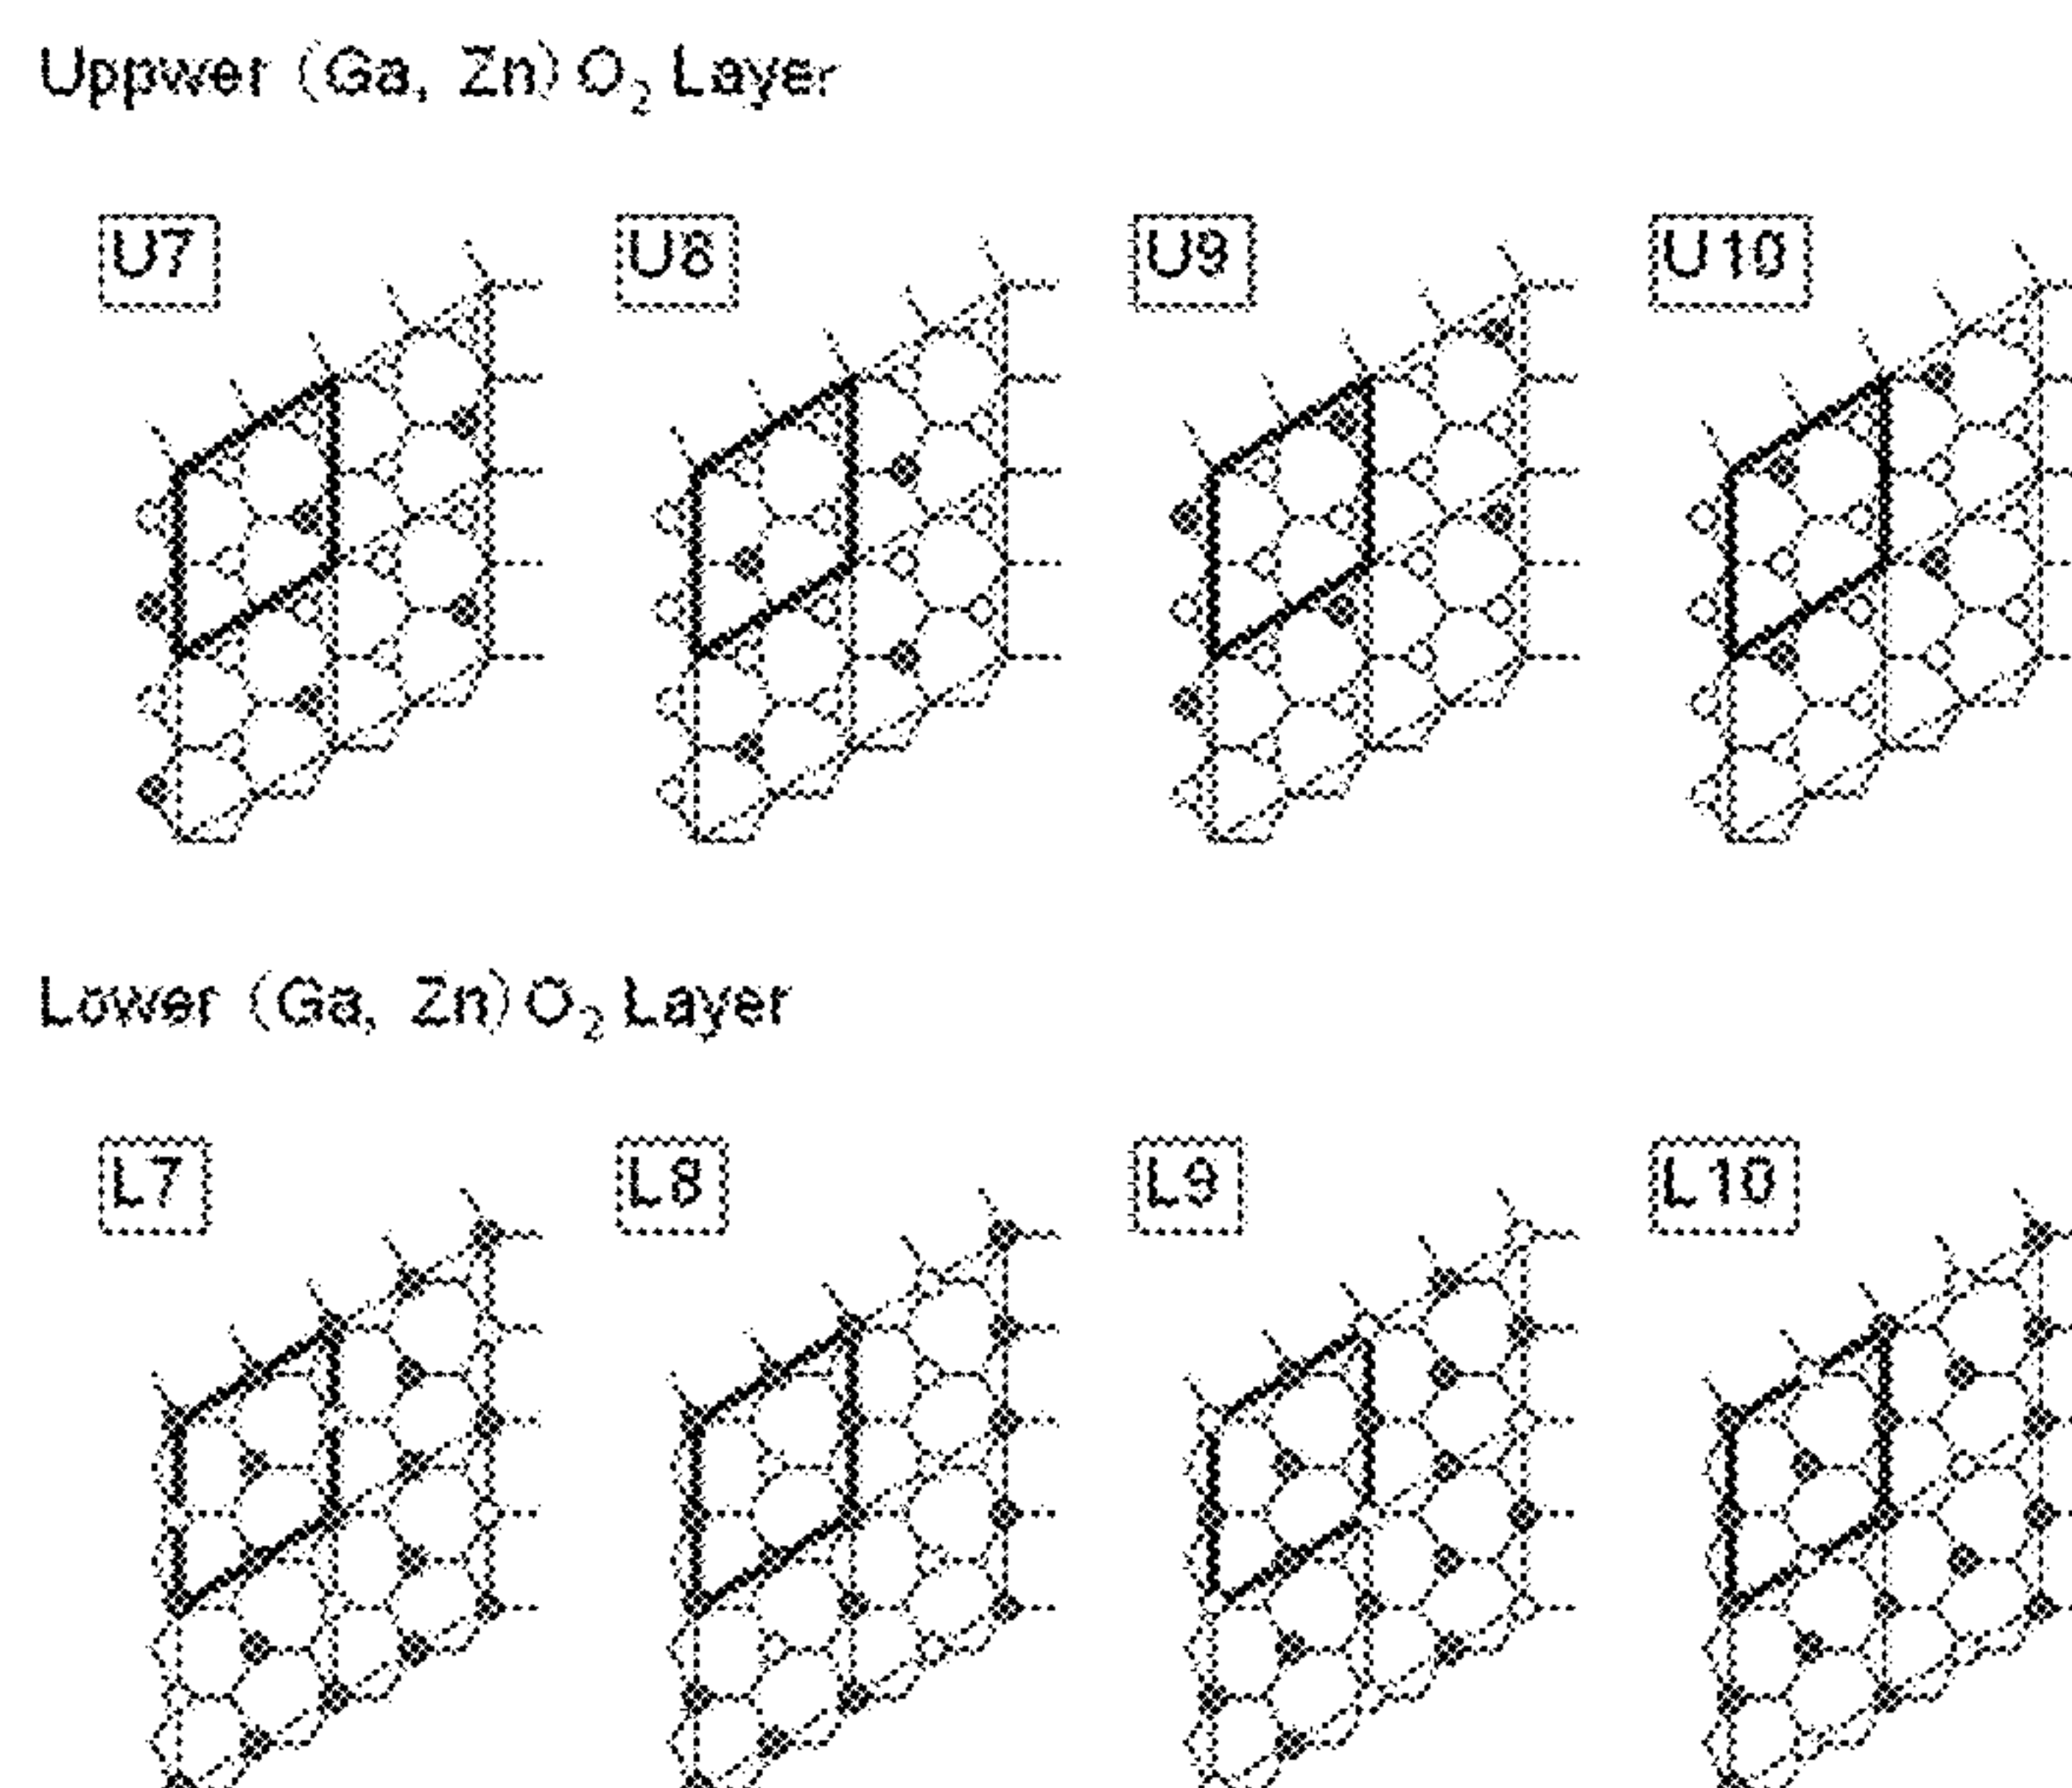 Uppwer (Ga, Zn)O₂ Layer
U7 U8 U9 U10
Lower (Ga, Zn)O₂ Layer
L7 L8 L9 L10